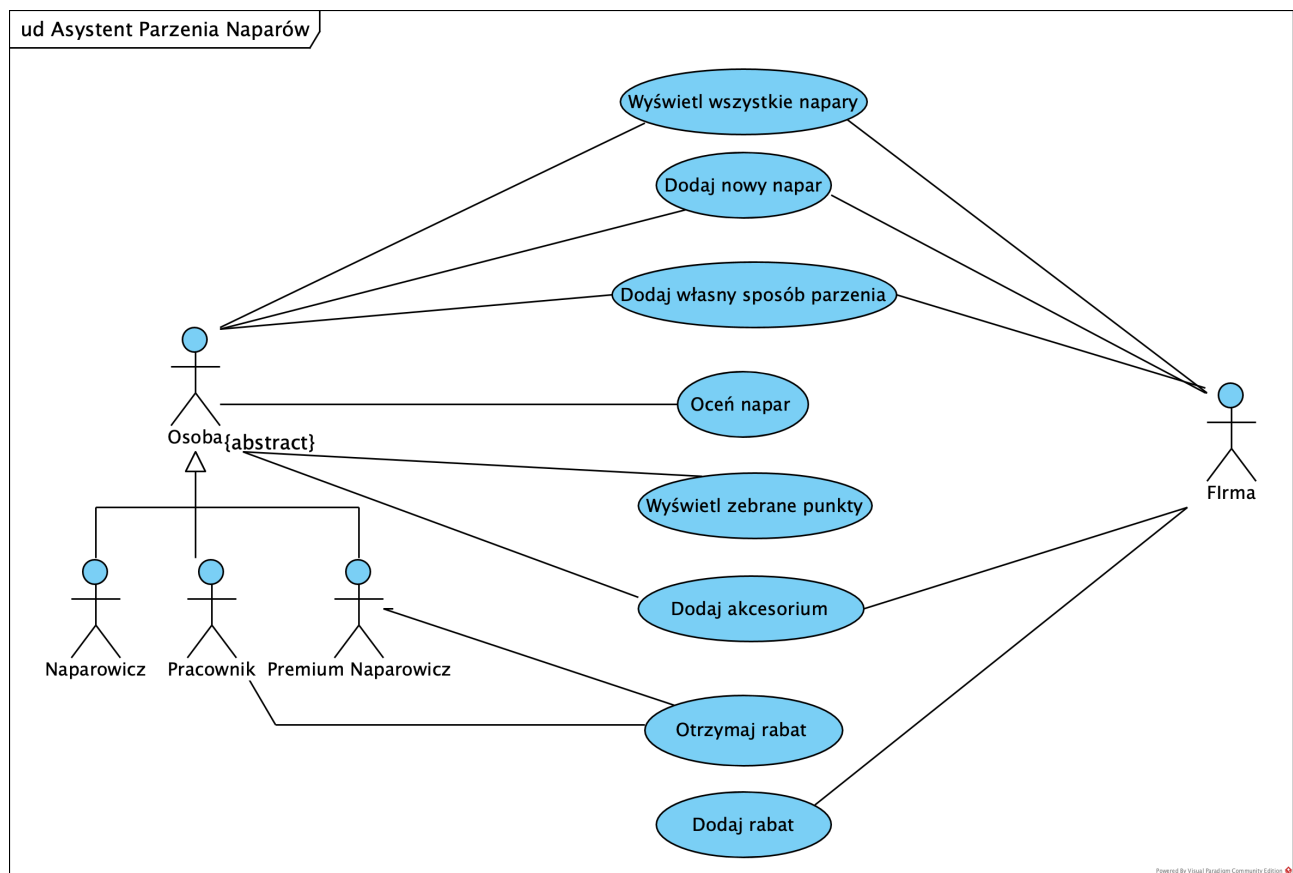 ud Asystent Parzenia Naparów
Wyświetl wszystkie napary
Dodaj nowy napar
Dodaj własny sposób parzenia
Oceń napar
Osoba
{abstract}
FIrma
Wyświetl zebrane punkty
Dodaj akcesorium
Naparowicz
Pracownik
Premium Naparowicz
Otrzymaj rabat
Dodaj rabat
Powered By Visual Paradigm Community Edition